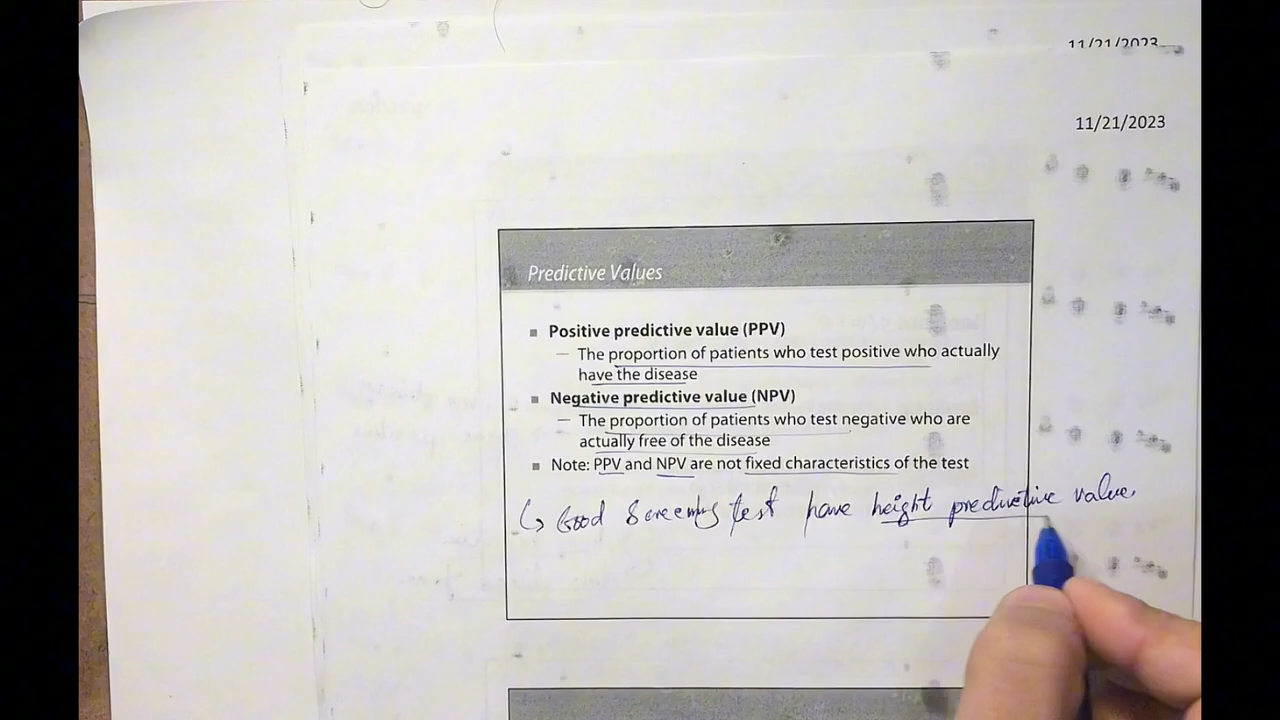 11/21/2023
11/21/2023
Predictive Values
▪ Positive predictive value (PPV)
— The proportion of patients who test positive who actually
have the disease
▪ Negative predictive value (NPV)
— The proportion of patients who test negative who are
actually free of the disease
▪ Note: PPV and NPV are not fixed characteristics of the test
↳ Good Screening test have height predictive value.